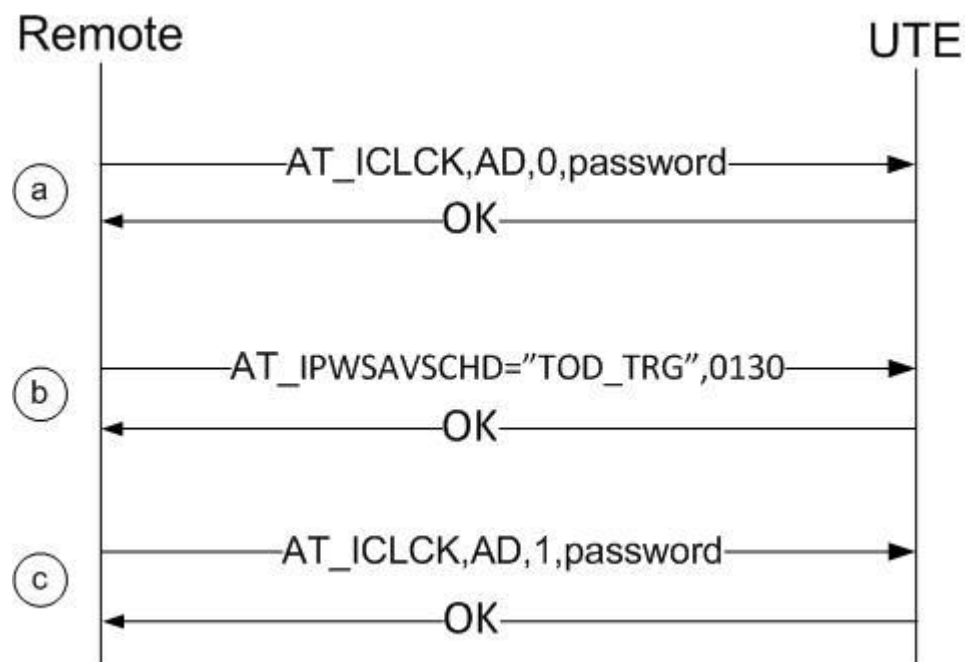 Remote
UTE
a
AT_ICLCK,AD,0,password
OK
b
AT_IPWSAVSCHD=”TOD_TRG”,0130
OK
c
AT_ICLCK,AD,1,password
OK